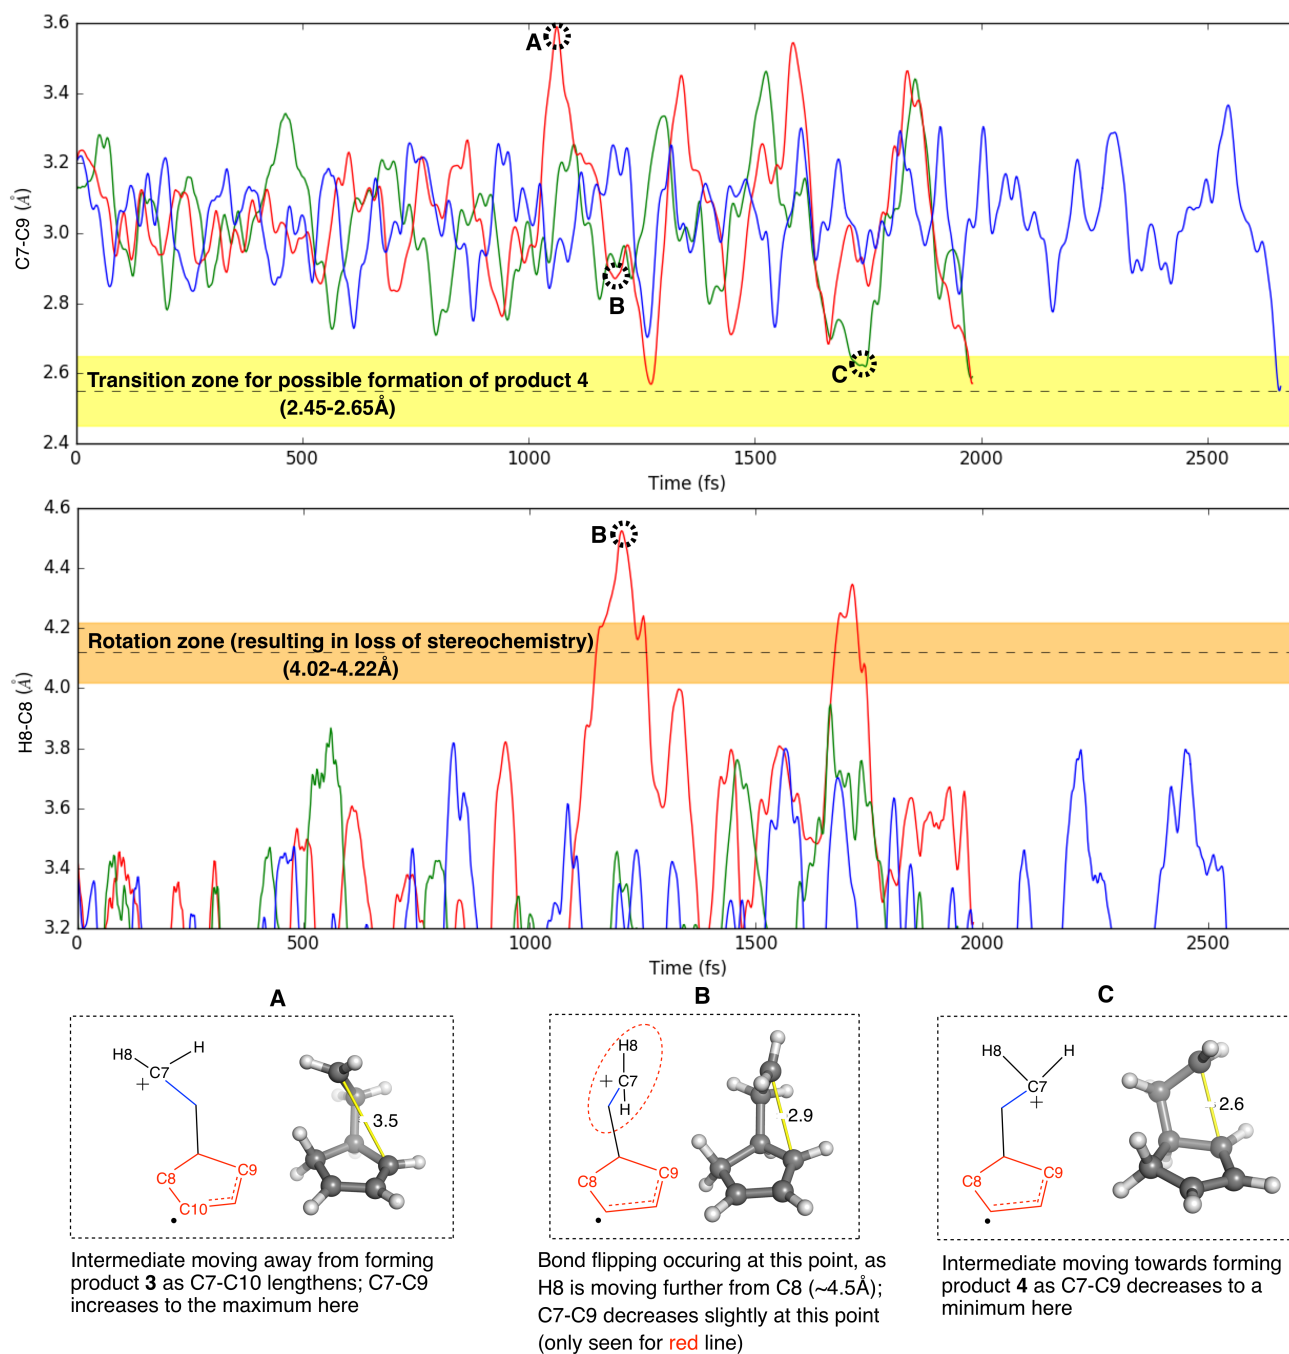 3.6
3.4
3.2
3.0
2.8
2.6
2.4
C7-C9 (Å)
A
B
C
Transition zone for possible formation of product 4
(2.45-2.65Å)
0
500
1000
1500
2000
2500
Time (fs)
4.6
4.4
4.2
4.0
3.8
3.6
3.4
3.2
H8-C8 (Å)
B
Rotation zone (resulting in loss of stereochemistry)
(4.02-4.22Å)
0
500
1000
1500
2000
2500
Time (fs)
A
H8
H
C7
+
3.5
C8
C9
C10
•
Intermediate moving away from forming
product 3 as C7-C10 lengthens; C7-C9
increases to the maximum here
B
H8
+
C7
H
2.9
C8
C9
•
Bond flipping occuring at this point, as
H8 is moving further from C8 (~4.5Å);
C7-C9 decreases slightly at this point
(only seen for red line)
C
H8
H
C7
+
2.6
C8
C9
•
Intermediate moving towards forming
product 4 as C7-C9 decreases to a
minimum here